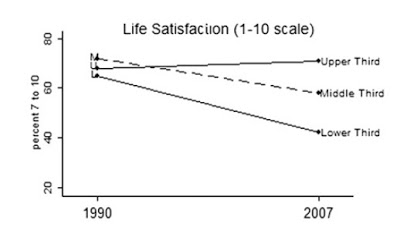 Life Satisfaction (1-10 scale)
percent 7 to 10
80
60
40
20
M
U
L
Upper Third
Middle Third
Lower Third
1990
2007